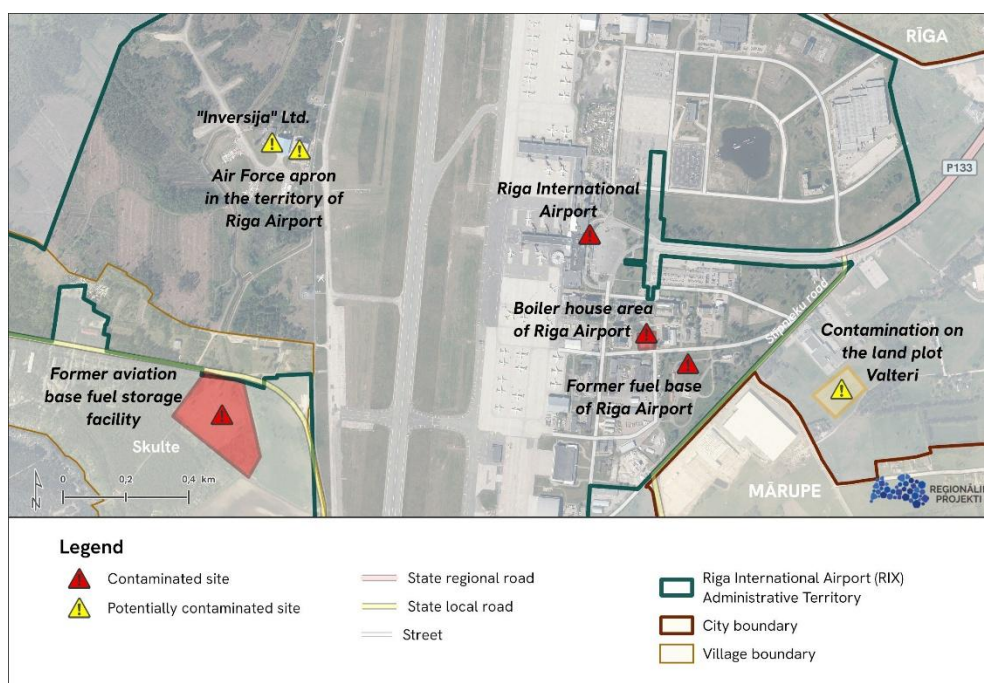 RĪGA
"Inversija" Ltd.
Air Force apron
in the territory of
Riga Airport
P133
Riga International
Airport
Boiler house area
of Riga Airport
Former fuel base
of Riga Airport
Contamination on
the land plot
Valteri
Former aviation
base fuel storage
facility
Skulte
MĀRUPE
N
0 0,2 0,4 km
REGIONĀLIE
PROJEKTI
Legend
Contaminated site
Potentially contaminated site
State regional road
State local road
Street
Riga International Airport (RIX)
Administrative Territory
City boundary
Village boundary